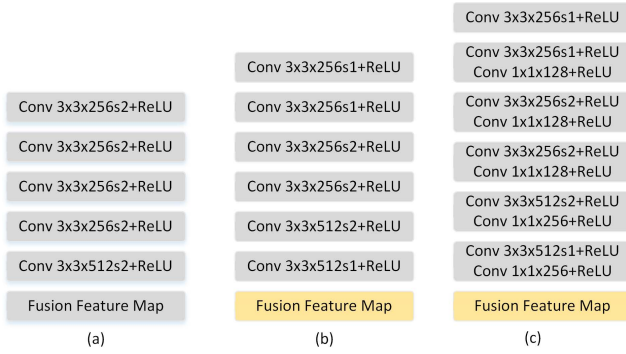 Conv 3x3x256s2+ReLU
Conv 3x3x256s2+ReLU
Conv 3x3x256s2+ReLU
Conv 3x3x256s2+ReLU
Conv 3x3x512s2+ReLU
Fusion Feature Map
(a)
Conv 3x3x256s1+ReLU
Conv 3x3x256s1+ReLU
Conv 3x3x256s2+ReLU
Conv 3x3x256s2+ReLU
Conv 3x3x512s2+ReLU
Conv 3x3x512s1+ReLU
Fusion Feature Map
(b)
Conv 3x3x256s1+ReLU
Conv 3x3x256s1+ReLU
Conv 1x1x128+ReLU
Conv 3x3x256s2+ReLU
Conv 1x1x128+ReLU
Conv 3x3x256s2+ReLU
Conv 1x1x128+ReLU
Conv 3x3x512s2+ReLU
Conv 1x1x256+ReLU
Conv 3x3x512s1+ReLU
Conv 1x1x256+ReLU
Fusion Feature Map
(c)